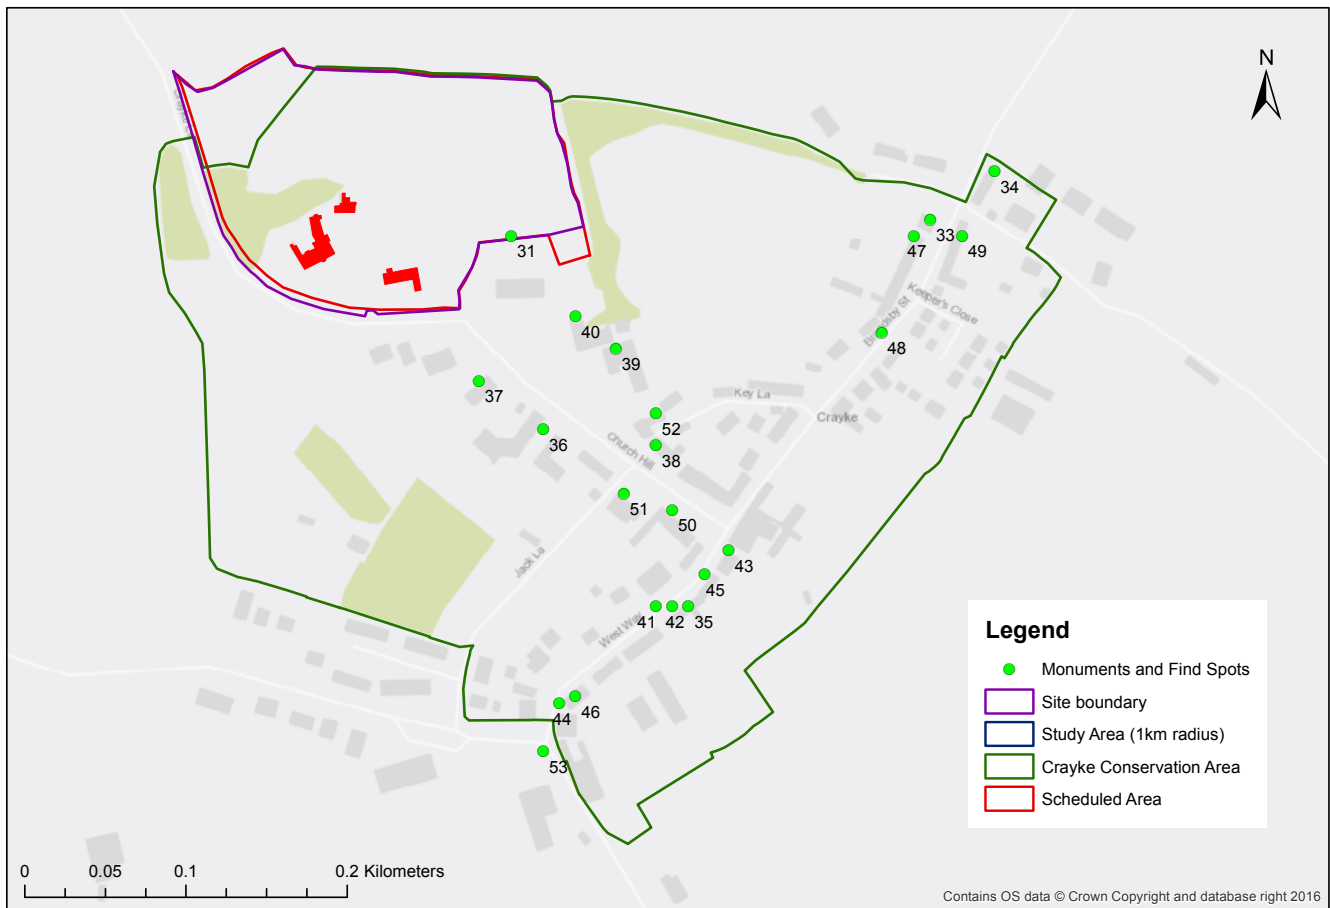 N
34
33
47
49
Keeper's Close
31
Brandsby St
40
48
39
37
Key La
52
Crayke
36
Church Hill
38
51
50
Jack La
43
45
West Way
41
42
35
46
44
53
Legend
Monuments and Find Spots
Site boundary
Study Area (1km radius)
Crayke Conservation Area
Scheduled Area
0 0.05 0.1 0.2 Kilometers
Contains OS data © Crown Copyright and database right 2016